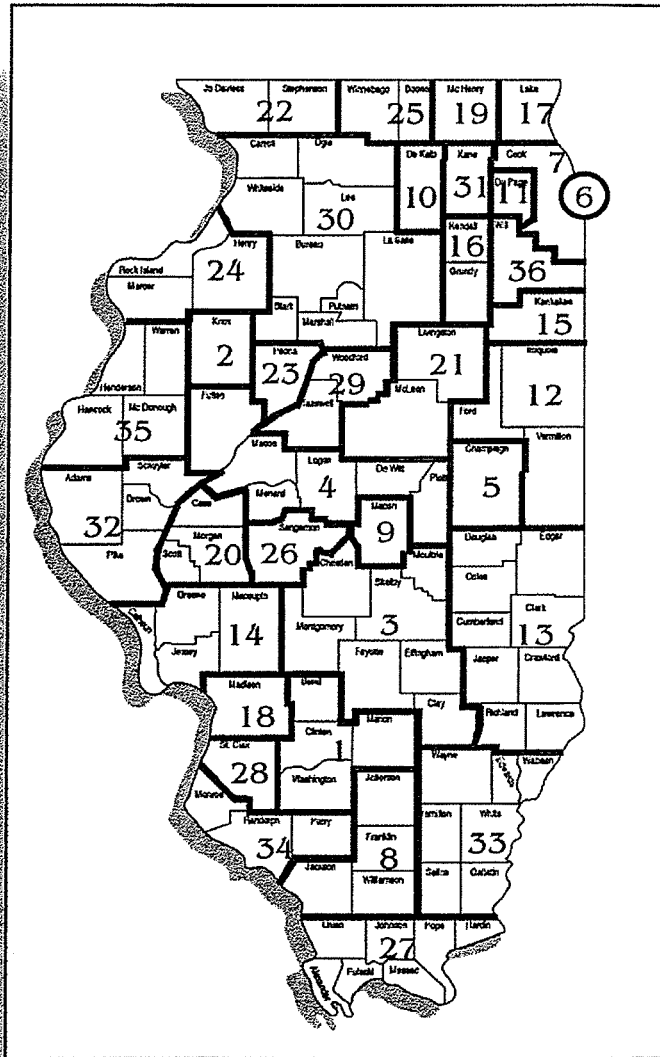 Jo Daviess Stephenson Winnebago Boone Mc Henry Lake
22 25 19 17
Carroll Ogle De Kalb Kane Cook 7
Du Page
10 31 11 6
Whiteside Lee
30
Henry Bureau La Salle Kendall Will
24 16 36
Rock Island Grundy
Mercer Kankakee
15
Stark Putnam
Marshall
Warren Knox Livingston Iroquois
2 Peoria Woodford 21
23 29 12
Henderson Fulton Tazewell McLean
Hancock Mc Donough Ford
35 Vermilion
Mason Champaign
Schuyler Logan De Witt
Adams 4 Piatt 5
Brown Cass Menard Macon
32 9
Morgan Sangamon Douglas Edgar
Pike Scott 20 26 Christian Moultrie
Shelby Coles
Greene Macoupin Clark
Calhoun 14 Montgomery 3 Cumberland 13
Jersey Fayette Effingham Jasper Crawford
Madison Bond Clay
18 Marion Richland Lawrence
Clinton
St. Clair 1 Wayne Wabash
28 Washington Jefferson
Monroe
Randolph Perry Hamilton White
34 Franklin 33
8
Jackson Saline Gallatin
Williamson
Union Johnson Pope Hardin
27
Pulaski Massac
Alexander